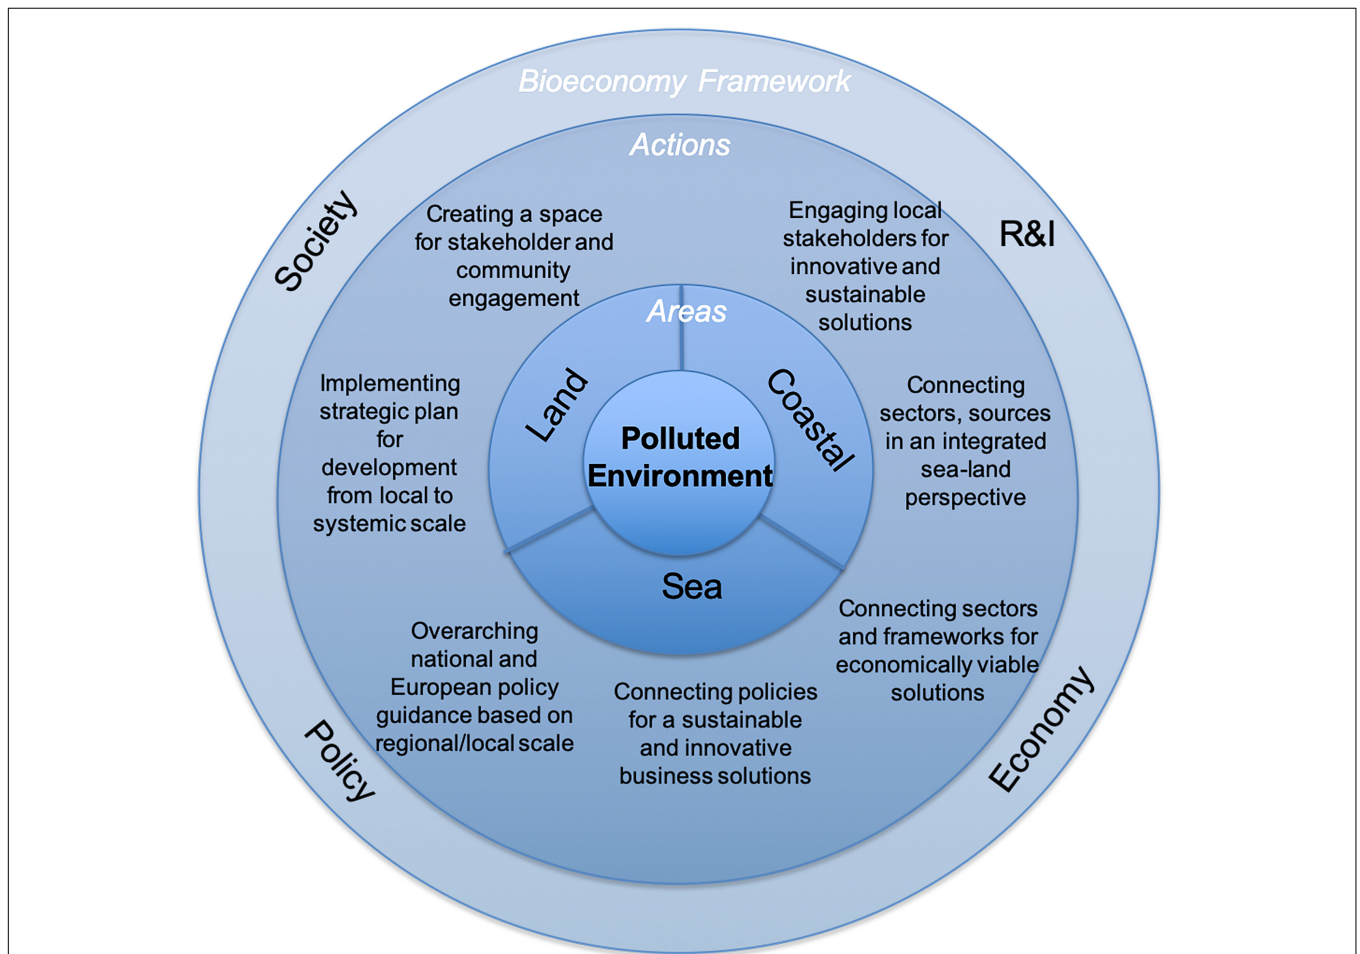 Bioeconomy Framework
Actions
Society
R&I
Creating a space
for stakeholder and
community
engagement
Engaging local
stakeholders for
innovative and
sustainable
solutions
Areas
Land
Coastal
Implementing
strategic plan
for
development
from local to
systemic scale
Polluted
Environment
Connecting
sectors, sources
in an integrated
sea-land
perspective
Sea
Overarching
national and
European policy
guidance based on
regional/local scale
Connecting policies
for a sustainable
and innovative
business solutions
Connecting sectors
and frameworks for
economically viable
solutions
Policy
Economy